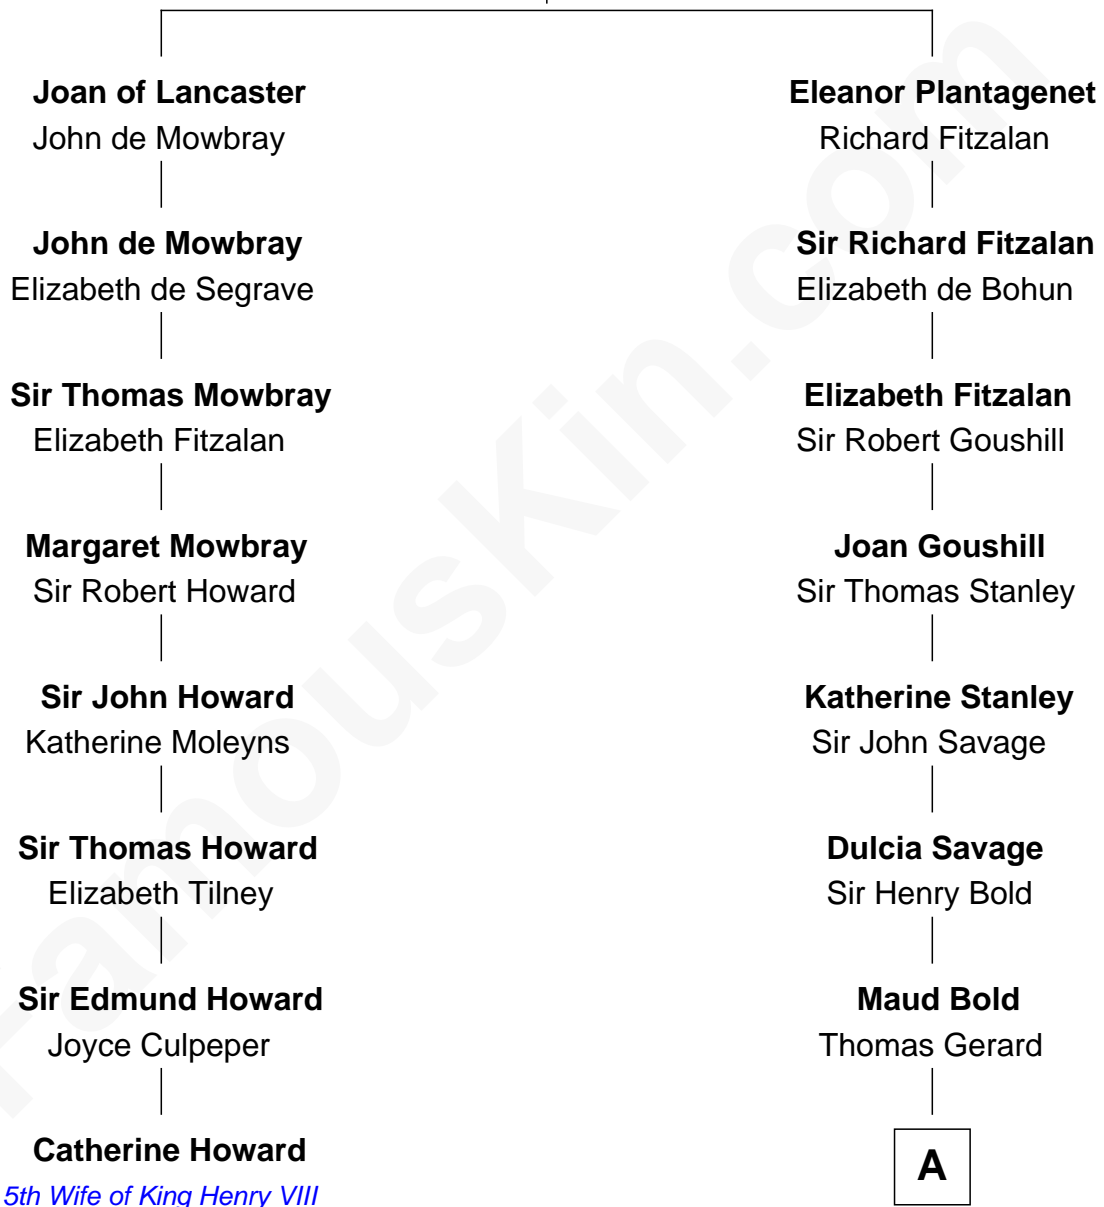 Joan of Lancaster
John de Mowbray
John de Mowbray
Elizabeth de Segrave
Sir Thomas Mowbray
Elizabeth Fitzalan
Margaret Mowbray
Sir Robert Howard
Sir John Howard
Katherine Moleyns
Sir Thomas Howard
Elizabeth Tilney
Sir Edmund Howard
Joyce Culpeper
Catherine Howard
5th Wife of King Henry VIII
Eleanor Plantagenet
Richard Fitzalan
Sir Richard Fitzalan
Elizabeth de Bohun
Elizabeth Fitzalan
Sir Robert Goushill
Joan Goushill
Sir Thomas Stanley
Katherine Stanley
Sir John Savage
Dulcia Savage
Sir Henry Bold
Maud Bold
Thomas Gerard
A
FamousKin.com